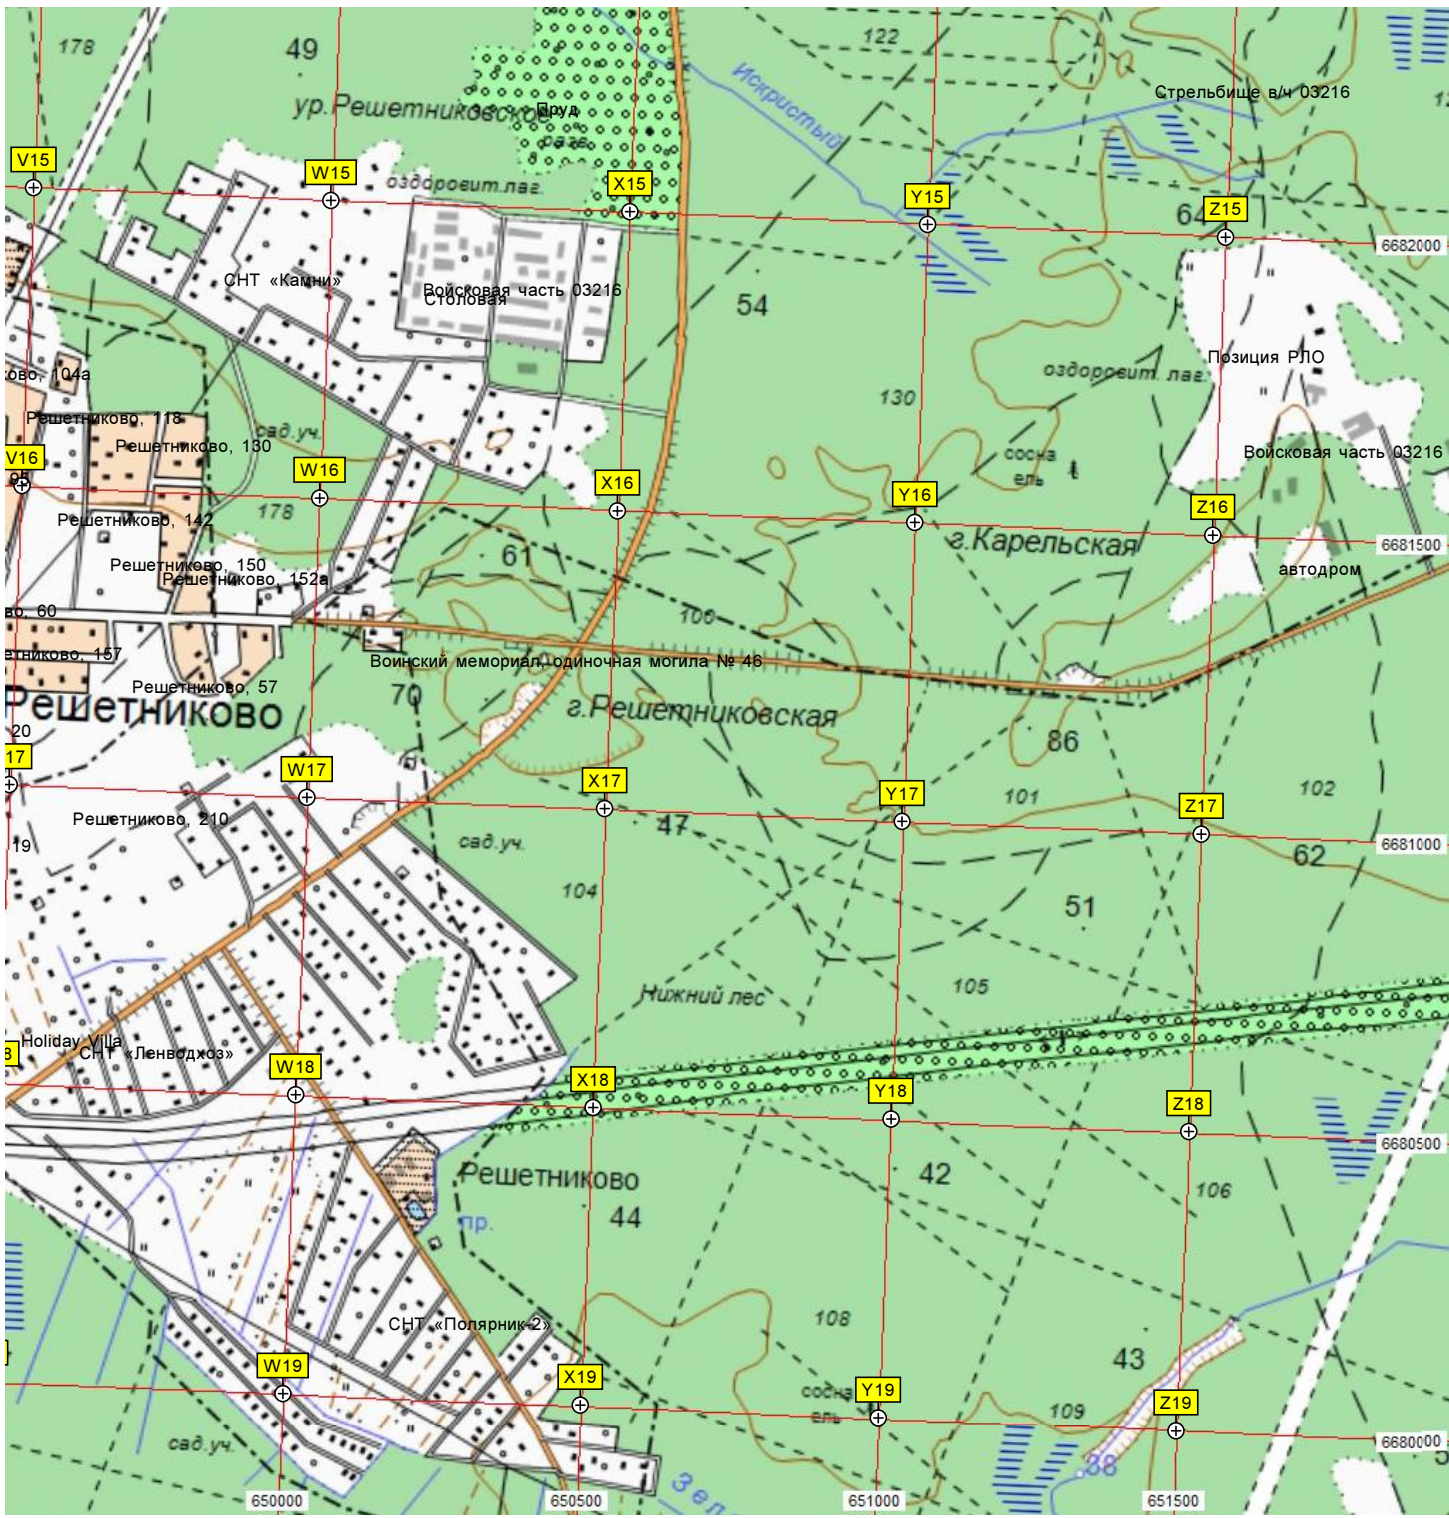 178
49
122
ур.Решетниковское
Пруд
разв.
Искристый
Стрельбище в/ч 03216
V15
W15
оздоровит.лаг.
X15
Y15
64
Z15
6682000
СНТ «Камни»
Войсковая часть 03216
Столовая
54
Позиция РЛО
ово, 104а
оздоровит. лаг.
130
Решетниково, 118
сад.уч.
Решетниково, 130
Войсковая часть 03216
V16
W16
X16
сосна
ель
Y16
Z16
178
Решетниково, 142
61
г.Карельская
6681500
Решетниково, 150
Решетниково, 152а
автодром
во, 60
100
етниково, 157
Воинский мемориал, одиночная могила № 46
Решетниково, 57
70
Решетниково
г.Решетниковская
20
86
17
W17
X17
Y17
101
102
Z17
Решетниково, 210
47
19
сад.уч.
6681000
62
104
51
Нижний лес
105
Holiday Villa
СНТ «Ленводхоз»
8
W18
X18
Y18
Z18
6680500
Решетниково
42
106
пр.
44
СНТ «Полярник-2»
108
43
W19
X19
сосна
ель
Y19
109
Z19
сад.уч.
6680000
38
Зел
650000
650500
651000
651500